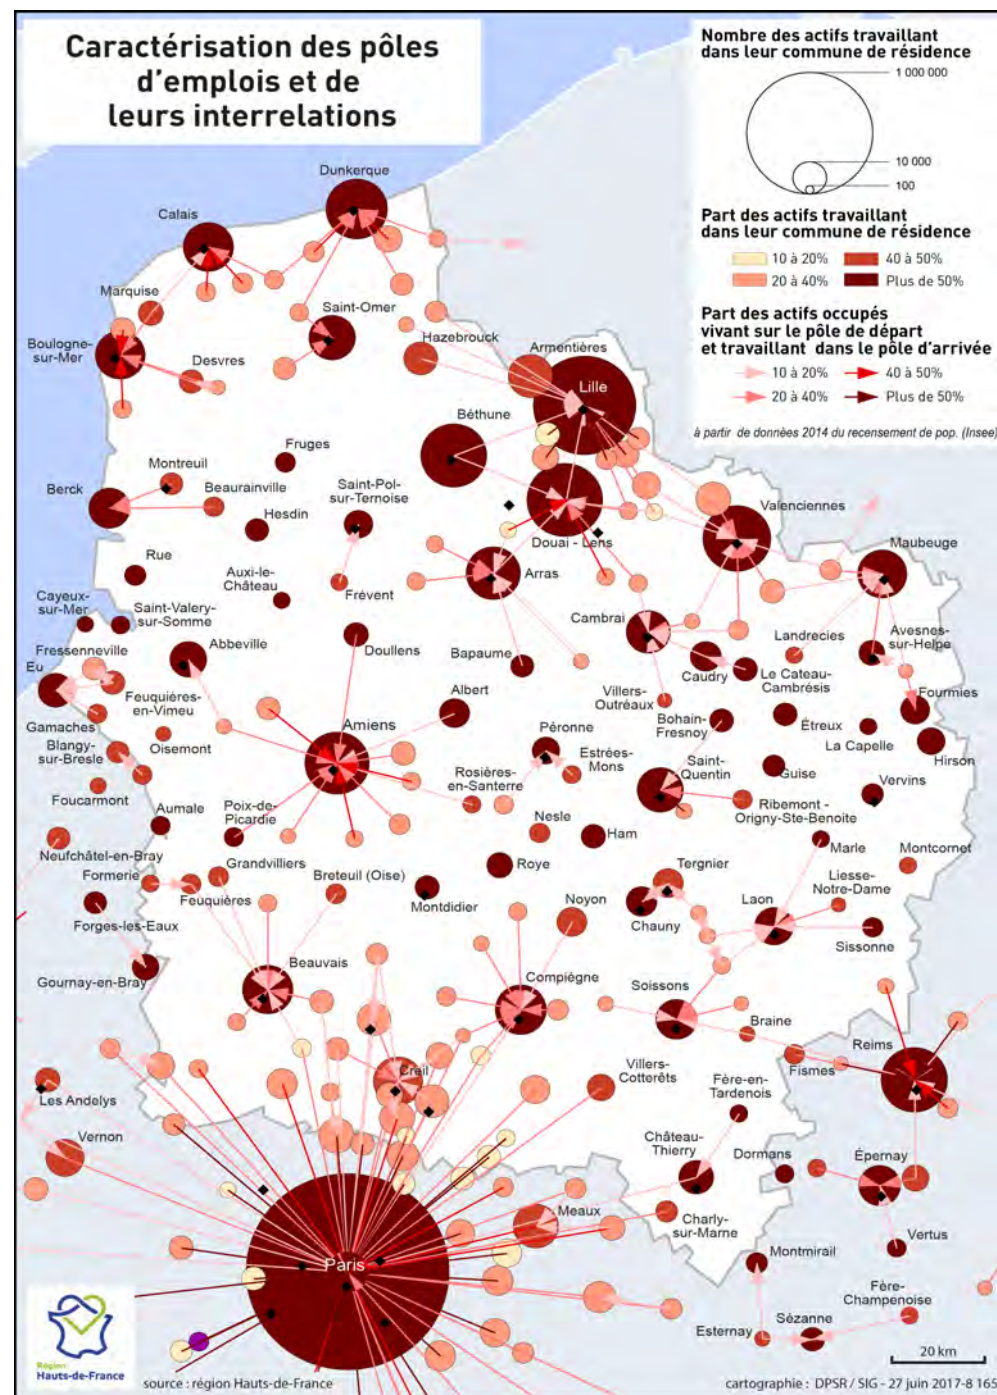 Caractérisation des pôles
d'emplois et de
leurs interrelations
Nombre des actifs travaillant
dans leur commune de résidence
1 000 000
10 000
100
Part des actifs travaillant
dans leur commune de résidence
10 à 20%
40 à 50%
20 à 40%
Plus de 50%
Part des actifs occupés
vivant sur le pôle de départ
et travaillant dans le pôle d'arrivée
10 à 20%
40 à 50%
20 à 40%
Plus de 50%
à partir de données 2014 du recensement de pop. (Insee)
Dunkerque
Calais
Marquise
Saint-Omer
Boulogne-
sur-Mer
Desvres
Hazebrouck
Armentières
Lille
Béthune
Fruges
Montreuil
Berck
Beaurainville
Saint-Pol-
sur-Ternoise
Hesdin
Valenciennes
Douai - Lens
Maubeuge
Rue
Auxi-le-
Château
Frévent
Arras
Cayeux-
sur-Mer
Saint-Valery-
sur-Somme
Cambrai
Landrecies
Avesnes-
sur-Helpe
Fressenneville
Abbeville
Doullens
Bapaume
Caudry
Le Cateau-
Cambrésis
Eu
Feuquières-
en-Vimeu
Albert
Villers-
Outréaux
Fourmies
Gamaches
Amiens
Péronne
Bohain-
Fresnoy
Étreux
La Capelle
Hirson
Blangy-
sur-Bresle
Oisemont
Estrées-
Mons
Saint-
Quentin
Guise
Vervins
Foucarmont
Rosières-
en-Santerre
Ribemont -
Origny-Ste-Benoite
Aumale
Poix-de-
Picardie
Nesle
Ham
Marle
Montcornet
Neufchâtel-en-Bray
Grandvilliers
Roye
Tergnier
Liesse-
Notre-Dame
Formerie
Feuquières
Breteuil (Oise)
Montdidier
Noyon
Chauny
Laon
Sissonne
Forges-les-Eaux
Gournay-en-Bray
Beauvais
Compiègne
Soissons
Braine
Reims
Fismes
Creil
Villers-
Cotterêts
Fère-en-
Tardenois
Les Andelys
Vernon
Château-
Thierry
Dormans
Épernay
Meaux
Charly-
sur-Marne
Vertus
Montmirail
Paris
Fère-
Champenoise
Sézanne
Esternay
20 km
Région
Hauts-de-France
source : région Hauts-de-France
cartographie : DPSR / SIG - 27 juin 2017-8 165